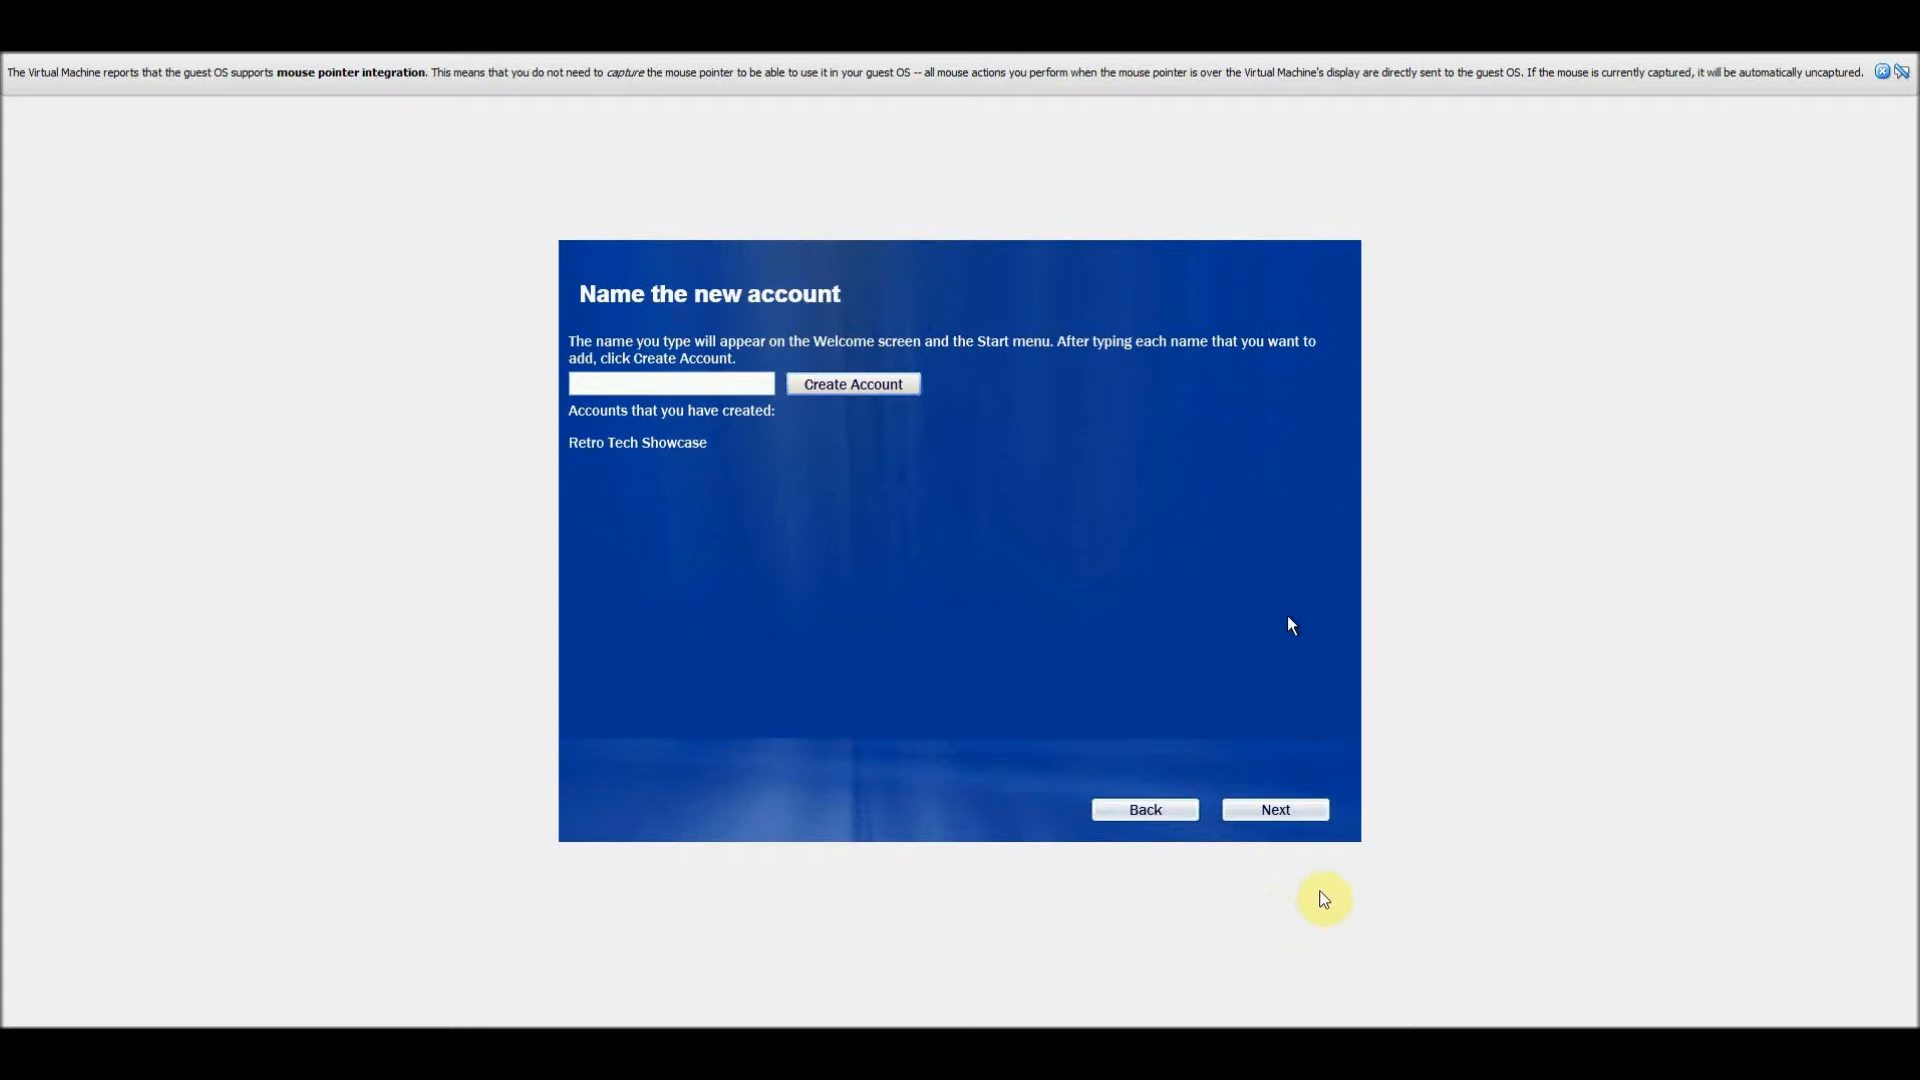 The Virtual Machine reports that the guest OS supports mouse pointer integration. This means that you do not need to capture the mouse pointer to be able to use it in your guest OS -- all mouse actions you perform when the mouse pointer is over the Virtual Machine's display are directly sent to the guest OS. If the mouse is currently captured, it will be automatically uncaptured.
Name the new account
The name you type will appear on the Welcome screen and the Start menu. After typing each name that you want to
add, click Create Account.
Create Account
Accounts that you have created:
Retro Tech Showcase
Back Next